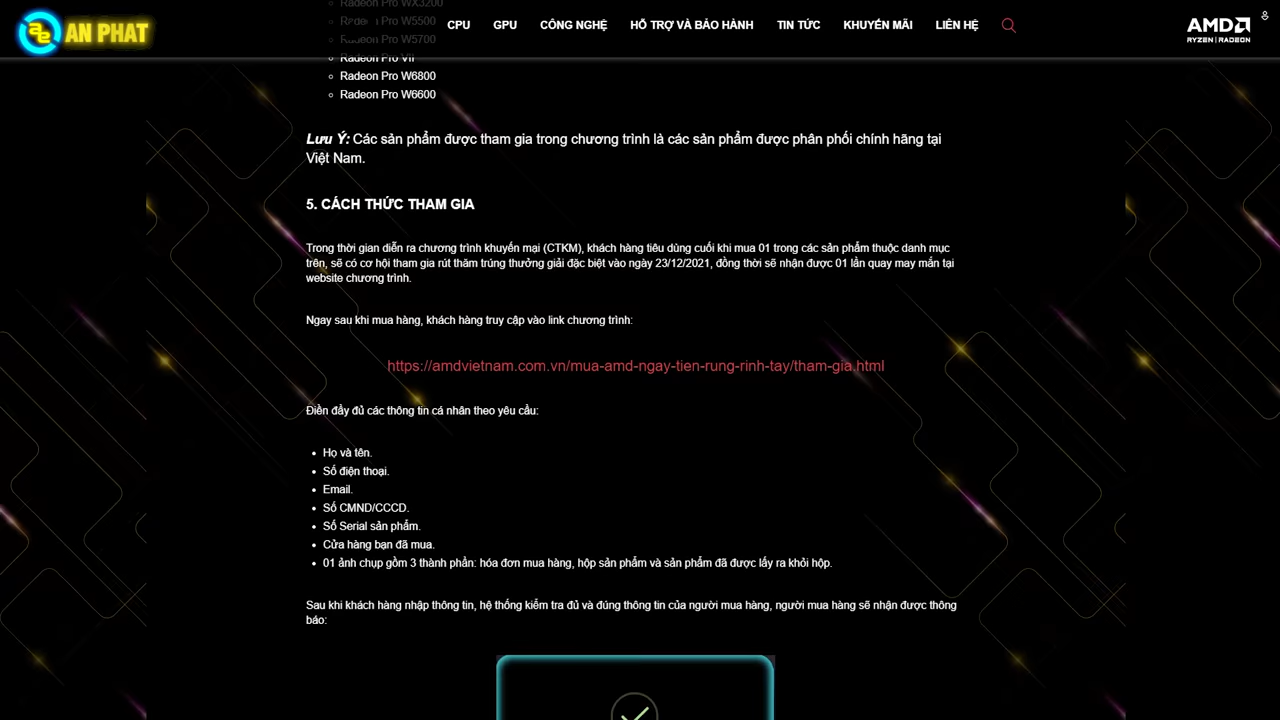 AN PHAT
CPU GPU CÔNG NGHỆ HỖ TRỢ VÀ BẢO HÀNH TIN TỨC KHUYẾN MÃI LIÊN HỆ
AMD
RYZEN | RADEON
Radeon Pro WX3200
Radeon Pro W5500
Radeon Pro W5700
Radeon Pro VII
Radeon Pro W6800
Radeon Pro W6600
Lưu Ý: Các sản phẩm được tham gia trong chương trình là các sản phẩm được phân phối chính hãng tại
Việt Nam.
5. CÁCH THỨC THAM GIA
Trong thời gian diễn ra chương trình khuyến mại (CTKM), khách hàng tiêu dùng cuối khi mua 01 trong các sản phẩm thuộc danh mục
trên, sẽ có cơ hội tham gia rút thăm trúng thưởng giải đặc biệt vào ngày 23/12/2021, đồng thời sẽ nhận được 01 lần quay may mắn tại
website chương trình.
Ngay sau khi mua hàng, khách hàng truy cập vào link chương trình:
https://amdvietnam.com.vn/mua-amd-ngay-tien-rung-rinh-tay/tham-gia.html
Điền đầy đủ các thông tin cá nhân theo yêu cầu:
Họ và tên.
Số điện thoại.
Email.
Số CMND/CCCD.
Số Serial sản phẩm.
Cửa hàng bạn đã mua.
01 ảnh chụp gồm 3 thành phần: hóa đơn mua hàng, hộp sản phẩm và sản phẩm đã được lấy ra khỏi hộp.
Sau khi khách hàng nhập thông tin, hệ thống kiểm tra đủ và đúng thông tin của người mua hàng, người mua hàng sẽ nhận được thông
báo: